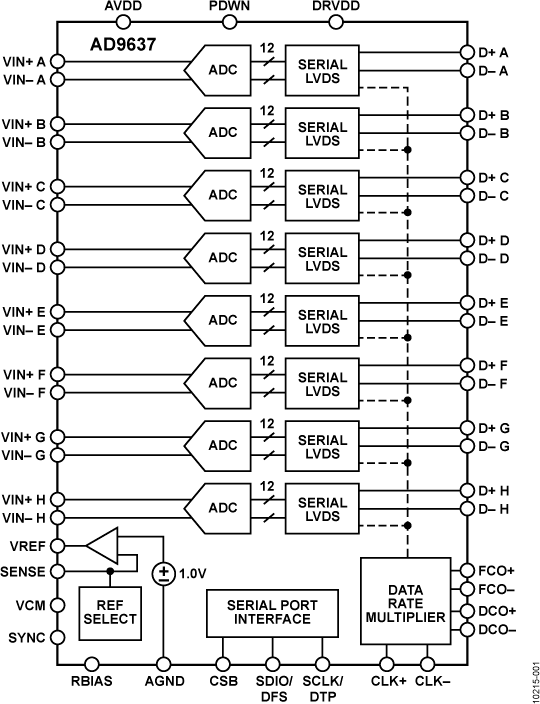 AVDD PDWN DRVDD
AD9637
VIN+ A ADC 12 SERIAL LVDS D+ A
VIN– A D– A
VIN+ B ADC 12 SERIAL LVDS D+ B
VIN– B D– B
VIN+ C ADC 12 SERIAL LVDS D+ C
VIN– C D– C
VIN+ D ADC 12 SERIAL LVDS D+ D
VIN– D D– D
VIN+ E ADC 12 SERIAL LVDS D+ E
VIN– E D– E
VIN+ F ADC 12 SERIAL LVDS D+ F
VIN– F D– F
VIN+ G ADC 12 SERIAL LVDS D+ G
VIN– G D– G
VIN+ H ADC 12 SERIAL LVDS D+ H
VIN– H D– H
VREF
SENSE
VCM
SYNC
REF
SELECT
1.0V
SERIAL PORT
INTERFACE
DATA
RATE
MULTIPLIER
FCO+
FCO–
DCO+
DCO–
RBIAS AGND CSB SDIO/ SCLK/ CLK+ CLK–
DFS DTP
10215-001